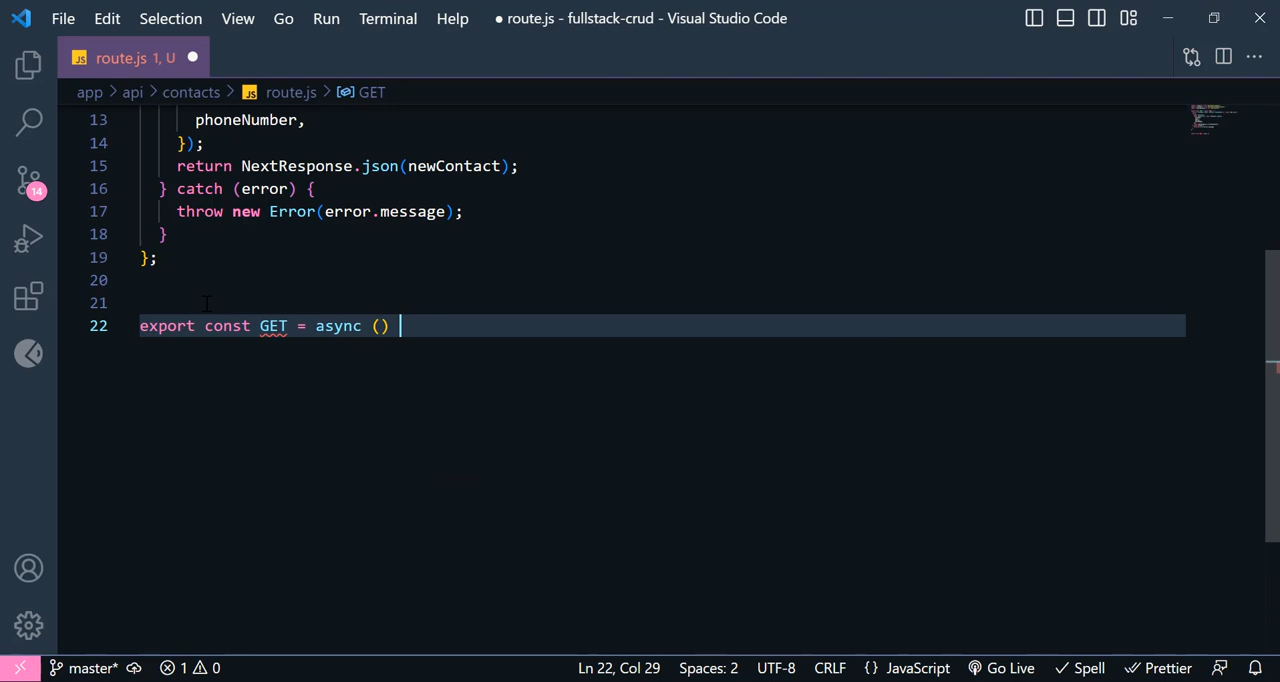 File Edit Selection View Go Run Terminal Help ● route.js - fullstack-crud - Visual Studio Code
JS route.js 1, U
app > api > contacts > JS route.js > GET
13 phoneNumber,
14 });
15 return NextResponse.json(newContact);
16 } catch (error) {
17 throw new Error(error.message);
18 }
19 };
20
21
22 export const GET = async ()
14
master* 1 0 Ln 22, Col 29 Spaces: 2 UTF-8 CRLF {} JavaScript Go Live Spell Prettier